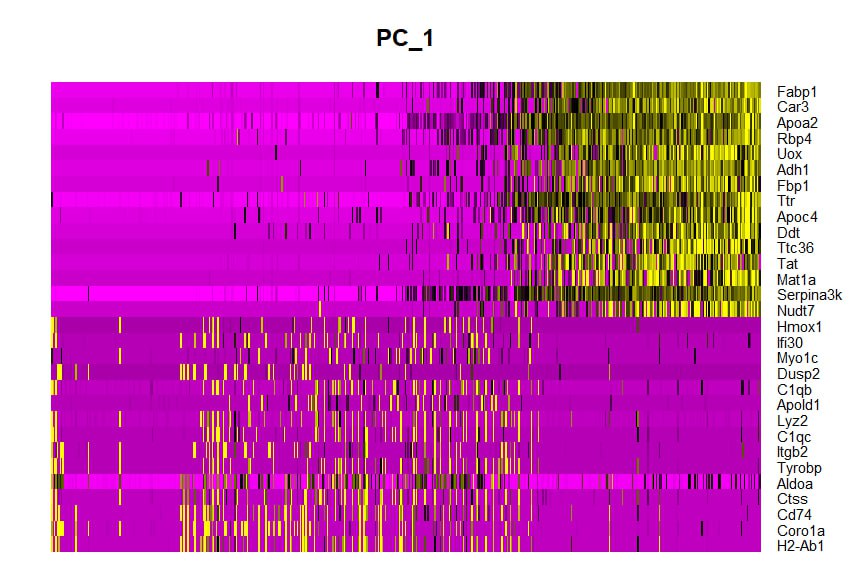 PC_1
Fabp1
Car3
Apoa2
Rbp4
Uox
Adh1
Fbp1
Ttr
Apoc4
Ddt
Ttc36
Tat
Mat1a
Serpina3k
Nudt7
Hmox1
Ifi30
Myo1c
Dusp2
C1qb
Apold1
Lyz2
C1qc
Itgb2
Tyrobp
Aldoa
Ctss
Cd74
Coro1a
H2-Ab1